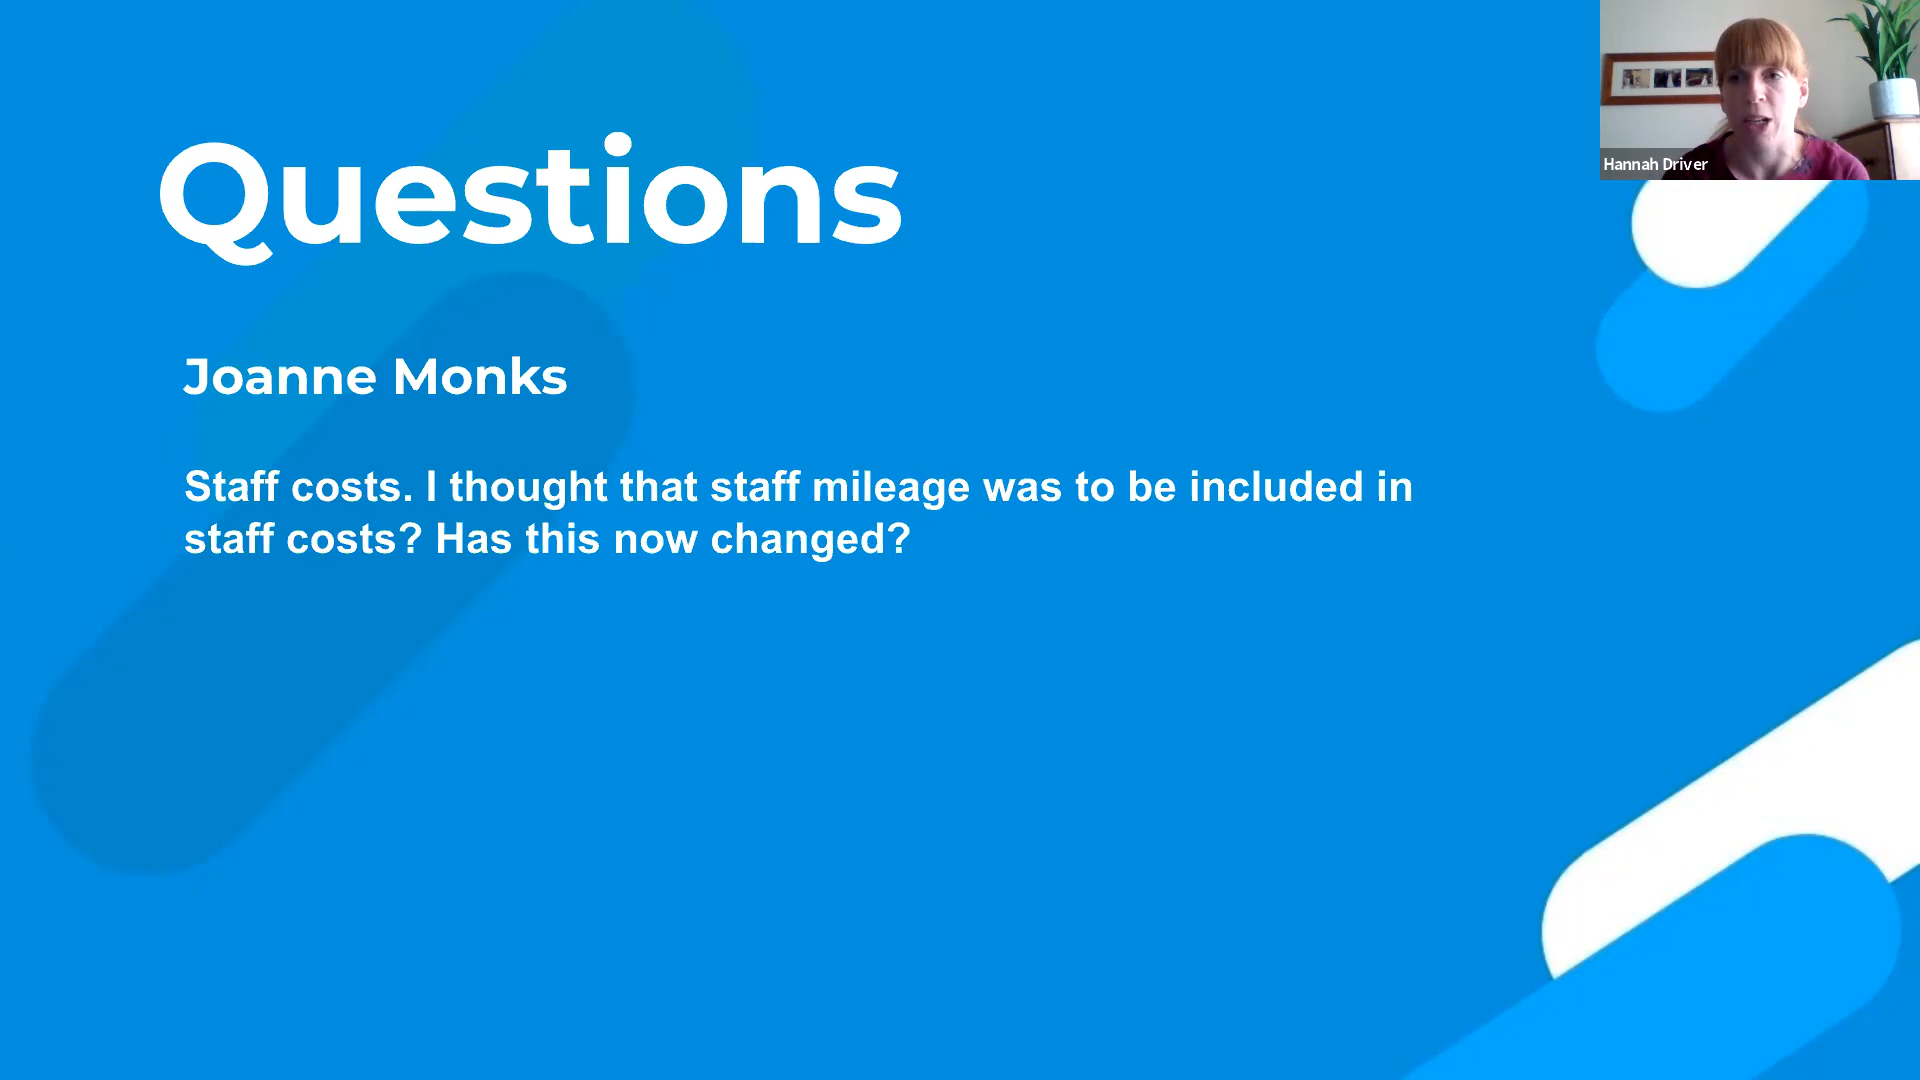 Questions
Hannah Driver
Joanne Monks
Staff costs. I thought that staff mileage was to be included in
staff costs? Has this now changed?